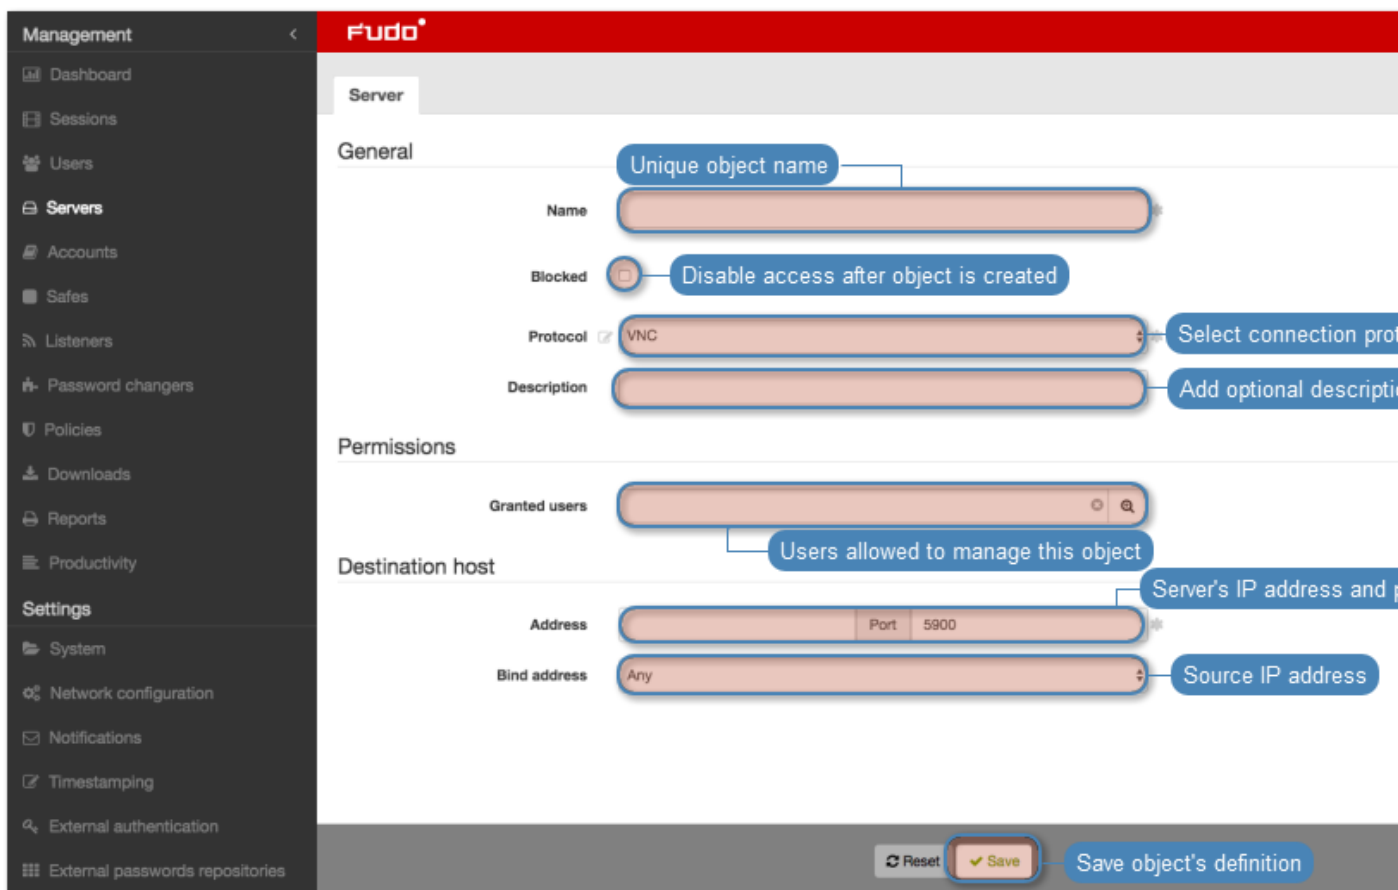 Management
Dashboard
Sessions
Users
Servers
Accounts
Safes
Listeners
Password changers
Policies
Downloads
Reports
Productivity
Settings
System
Network configuration
Notifications
Timestamping
External authentication
External passwords repositories
FUDO
Server
General
Unique object name
Name
Blocked
Disable access after object is created
Protocol VNC
Select connection
Description
Add optional
Permissions
Granted users
Users allowed to manage this object
Destination host
Server's IP address and
Address Port 5900
Bind address Any
Source IP address
Reset Save
Save object's definition